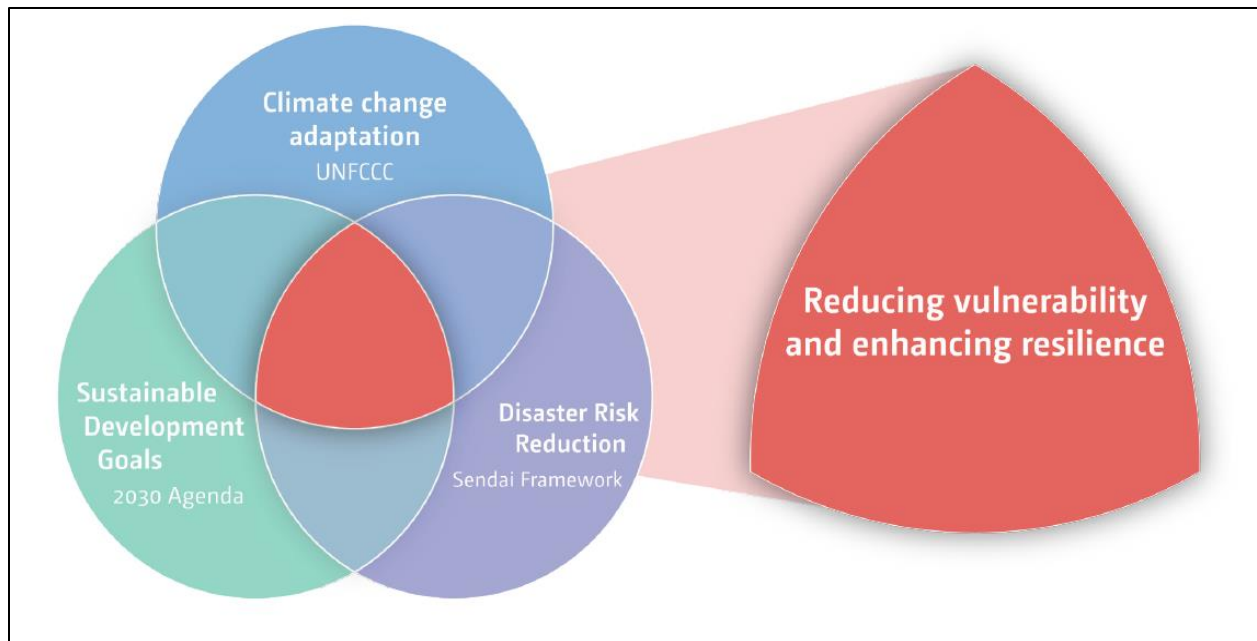 Climate change
adaptation
UNFCCC
Sustainable
Development
Goals
2030 Agenda
Disaster Risk
Reduction
Sendai Framework
Reducing vulnerability
and enhancing resilience